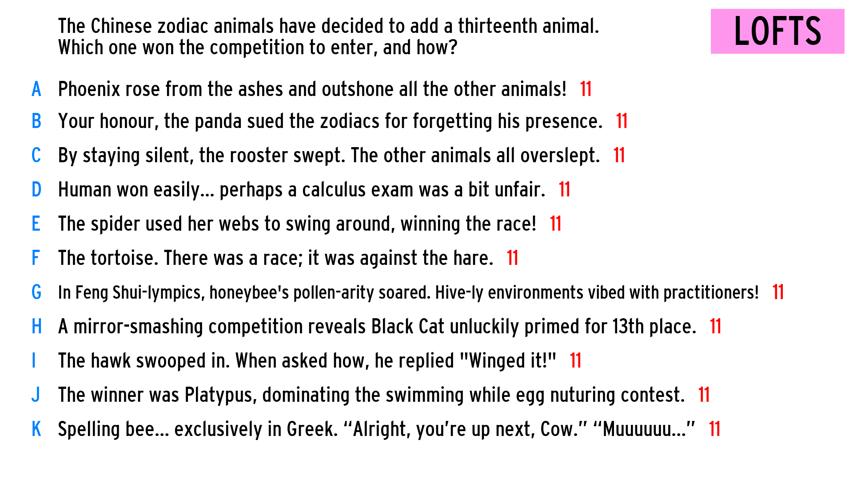 The Chinese zodiac animals have decided to add a thirteenth animal.
Which one won the competition to enter, and how?
LOFTS
A Phoenix rose from the ashes and outshone all the other animals! 11
B Your honour, the panda sued the zodiacs for forgetting his presence. 11
C By staying silent, the rooster swept. The other animals all overslept. 11
D Human won easily... perhaps a calculus exam was a bit unfair. 11
E The spider used her webs to swing around, winning the race! 11
F The tortoise. There was a race; it was against the hare. 11
G In Feng Shui-lympics, honeybee's pollen-arity soared. Hive-ly environments vibed with practitioners! 11
H A mirror-smashing competition reveals Black Cat unluckily primed for 13th place. 11
I The hawk swooped in. When asked how, he replied "Winged it!" 11
J The winner was Platypus, dominating the swimming while egg nuturing contest. 11
K Spelling bee... exclusively in Greek. “Alright, you’re up next, Cow.” “Muuuuuu...” 11